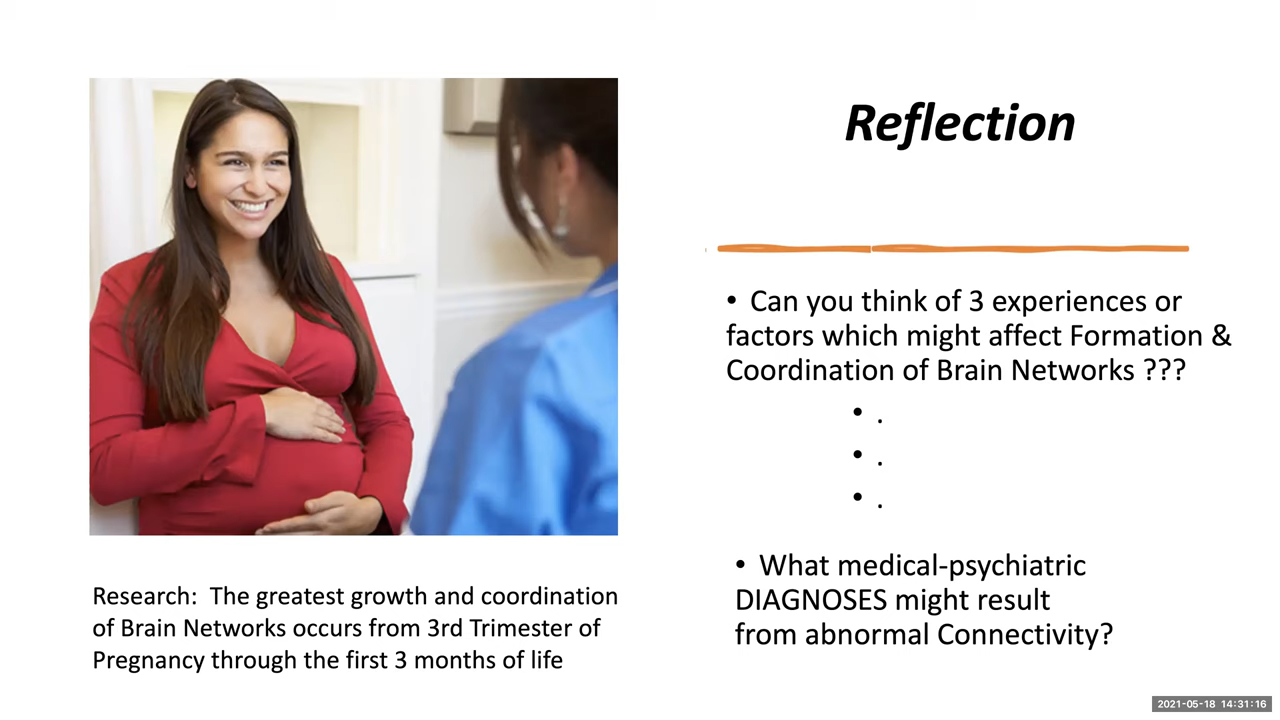 Reflection
• Can you think of 3 experiences or
factors which might affect Formation &
Coordination of Brain Networks ???
• .
• .
• .
• What medical-psychiatric
DIAGNOSES might result
from abnormal Connectivity?
Research: The greatest growth and coordination
of Brain Networks occurs from 3rd Trimester of
Pregnancy through the first 3 months of life
2021-05-18 14:31:16